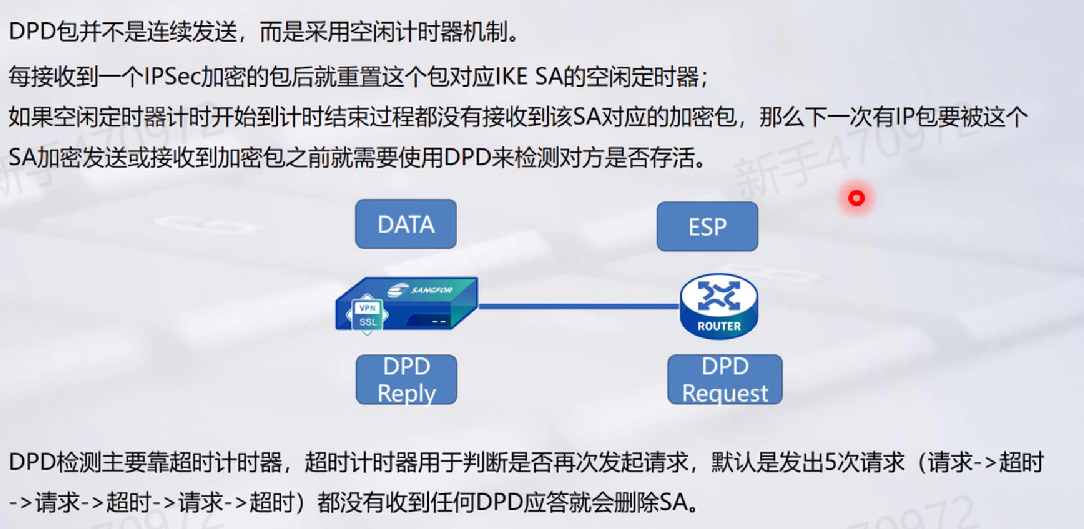 DPD包并不是连续发送，而是采用空闲计时器机制。
每接收到一个IPSec加密的包后就重置这个包对应IKE SA的空闲定时器；
如果空闲定时器计时开始到计时结束过程都没有接收到该SA对应的加密包，那么下一次有IP包要被这个
SA加密发送或接收到加密包之前就需要使用DPD来检测对方是否存活。
新手470972
新手470972
DATA
ESP
SANGFOR
VPN
SSL
ROUTER
DPD
Reply
DPD
Request
DPD检测主要靠超时计时器，超时计时器用于判断是否再次发起请求，默认是发出5次请求（请求->超时
->请求->超时->请求->超时）都没有收到任何DPD应答就会删除SA。
470972
470972